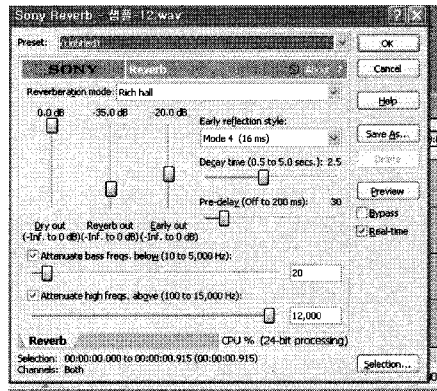 Sony Reverb - 샘플-12.wav
Preset: (Untitled)
OK
SONY Reverb
Cancel
Reverberation mode: Rich hall
Help
0.0 dB -35.0 dB -20.0 dB
Early reflection style:
Save As...
Mode 4 (16 ms)
Delete
Decay time (0.5 to 5.0 secs.): 2.5
Preview
Pre-delay (Off to 200 ms): 30
Bypass
Real-time
Dry out Reverb out Early out
(-Inf. to 0 dB)(-Inf. to 0 dB)(-Inf. to 0 dB)
Attenuate bass freqs. below (10 to 5,000 Hz):
20
Attenuate high freqs. above (100 to 15,000 Hz):
12,000
Reverb
CPU % (24-bit processing)
Selection: 00:00:00.000 to 00:00:00.915 (00:00:00.915)
Channels: Both
Selection...